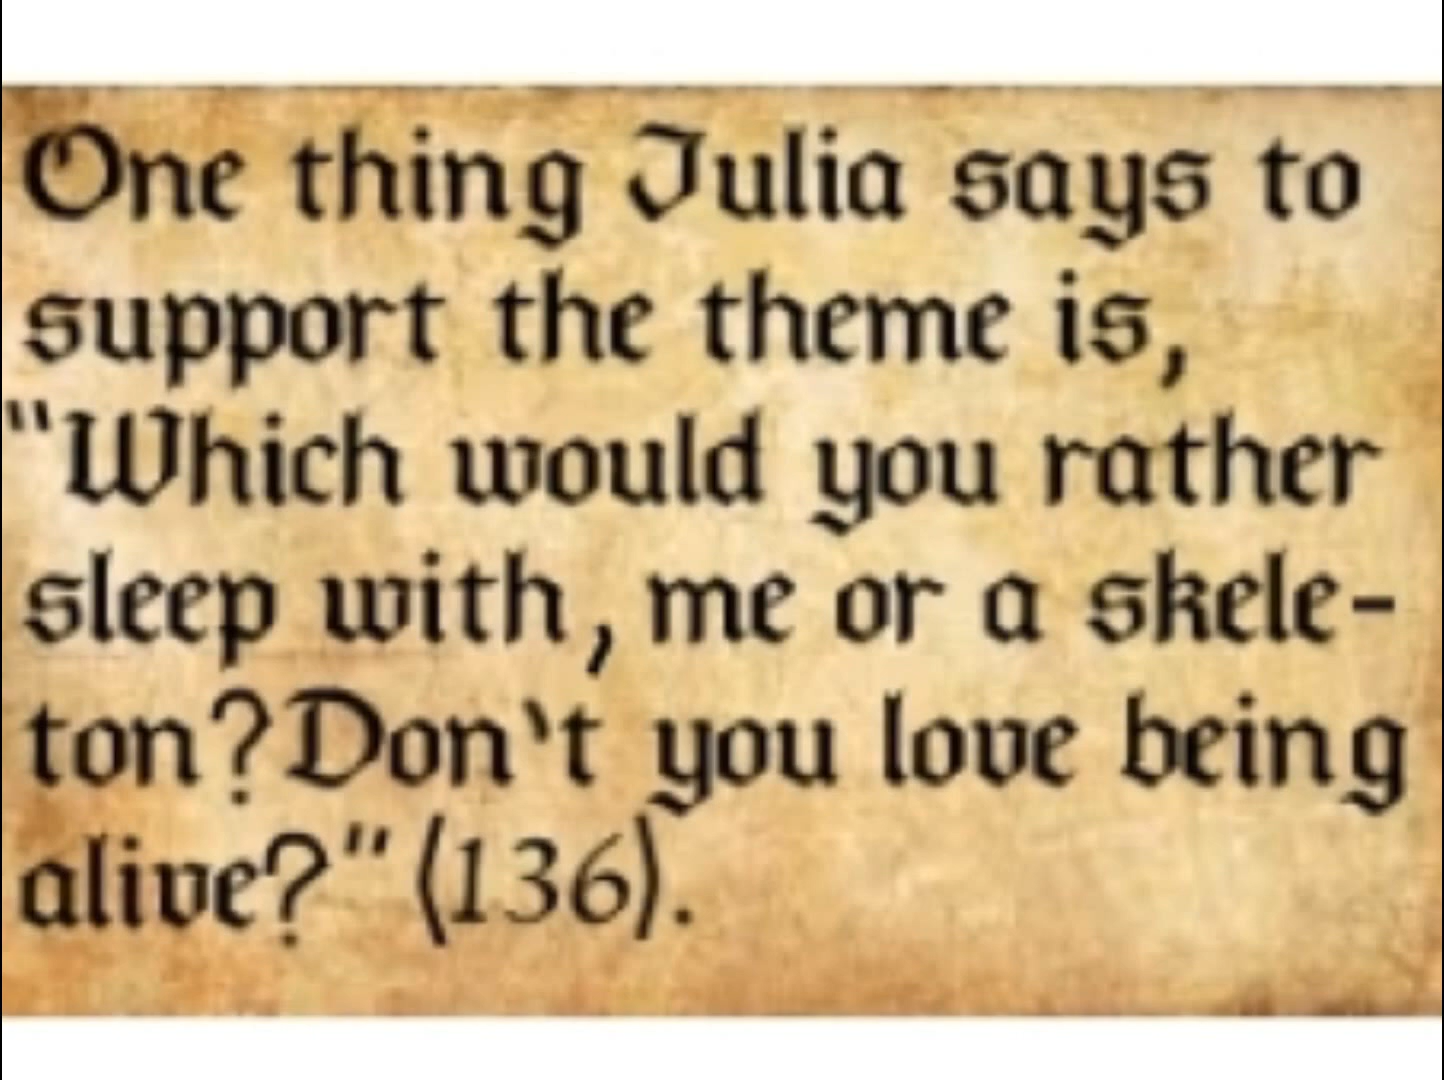 One thing Julia says to
support the theme is,
"Which would you rather
sleep with, me or a skele-
ton? Don't you love being
alive?" (136).